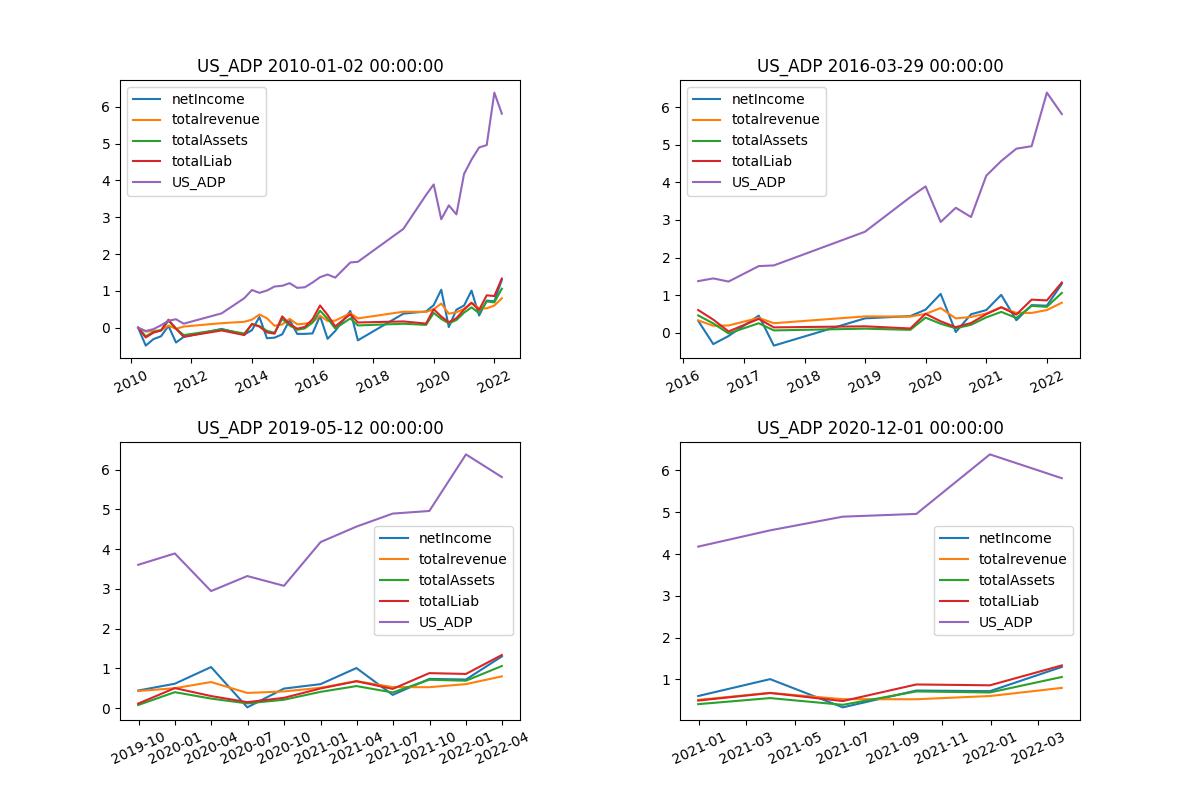 US_ADP 2010-01-02 00:00:00
netIncome
totalrevenue
totalAssets
totalLiab
US_ADP
6
5
4
3
2
1
0
2010 2012 2014 2016 2018 2020 2022
US_ADP 2016-03-29 00:00:00
netIncome
totalrevenue
totalAssets
totalLiab
US_ADP
6
5
4
3
2
1
0
2016 2017 2018 2019 2020 2021 2022
US_ADP 2019-05-12 00:00:00
netIncome
totalrevenue
totalAssets
totalLiab
US_ADP
6
5
4
3
2
1
0
2019-10 2020-01 2020-04 2020-07 2020-10 2021-01 2021-04 2021-07 2021-10 2022-01 2022-04
US_ADP 2020-12-01 00:00:00
netIncome
totalrevenue
totalAssets
totalLiab
US_ADP
6
5
4
3
2
1
2021-01 2021-03 2021-05 2021-07 2021-09 2021-11 2022-01 2022-03